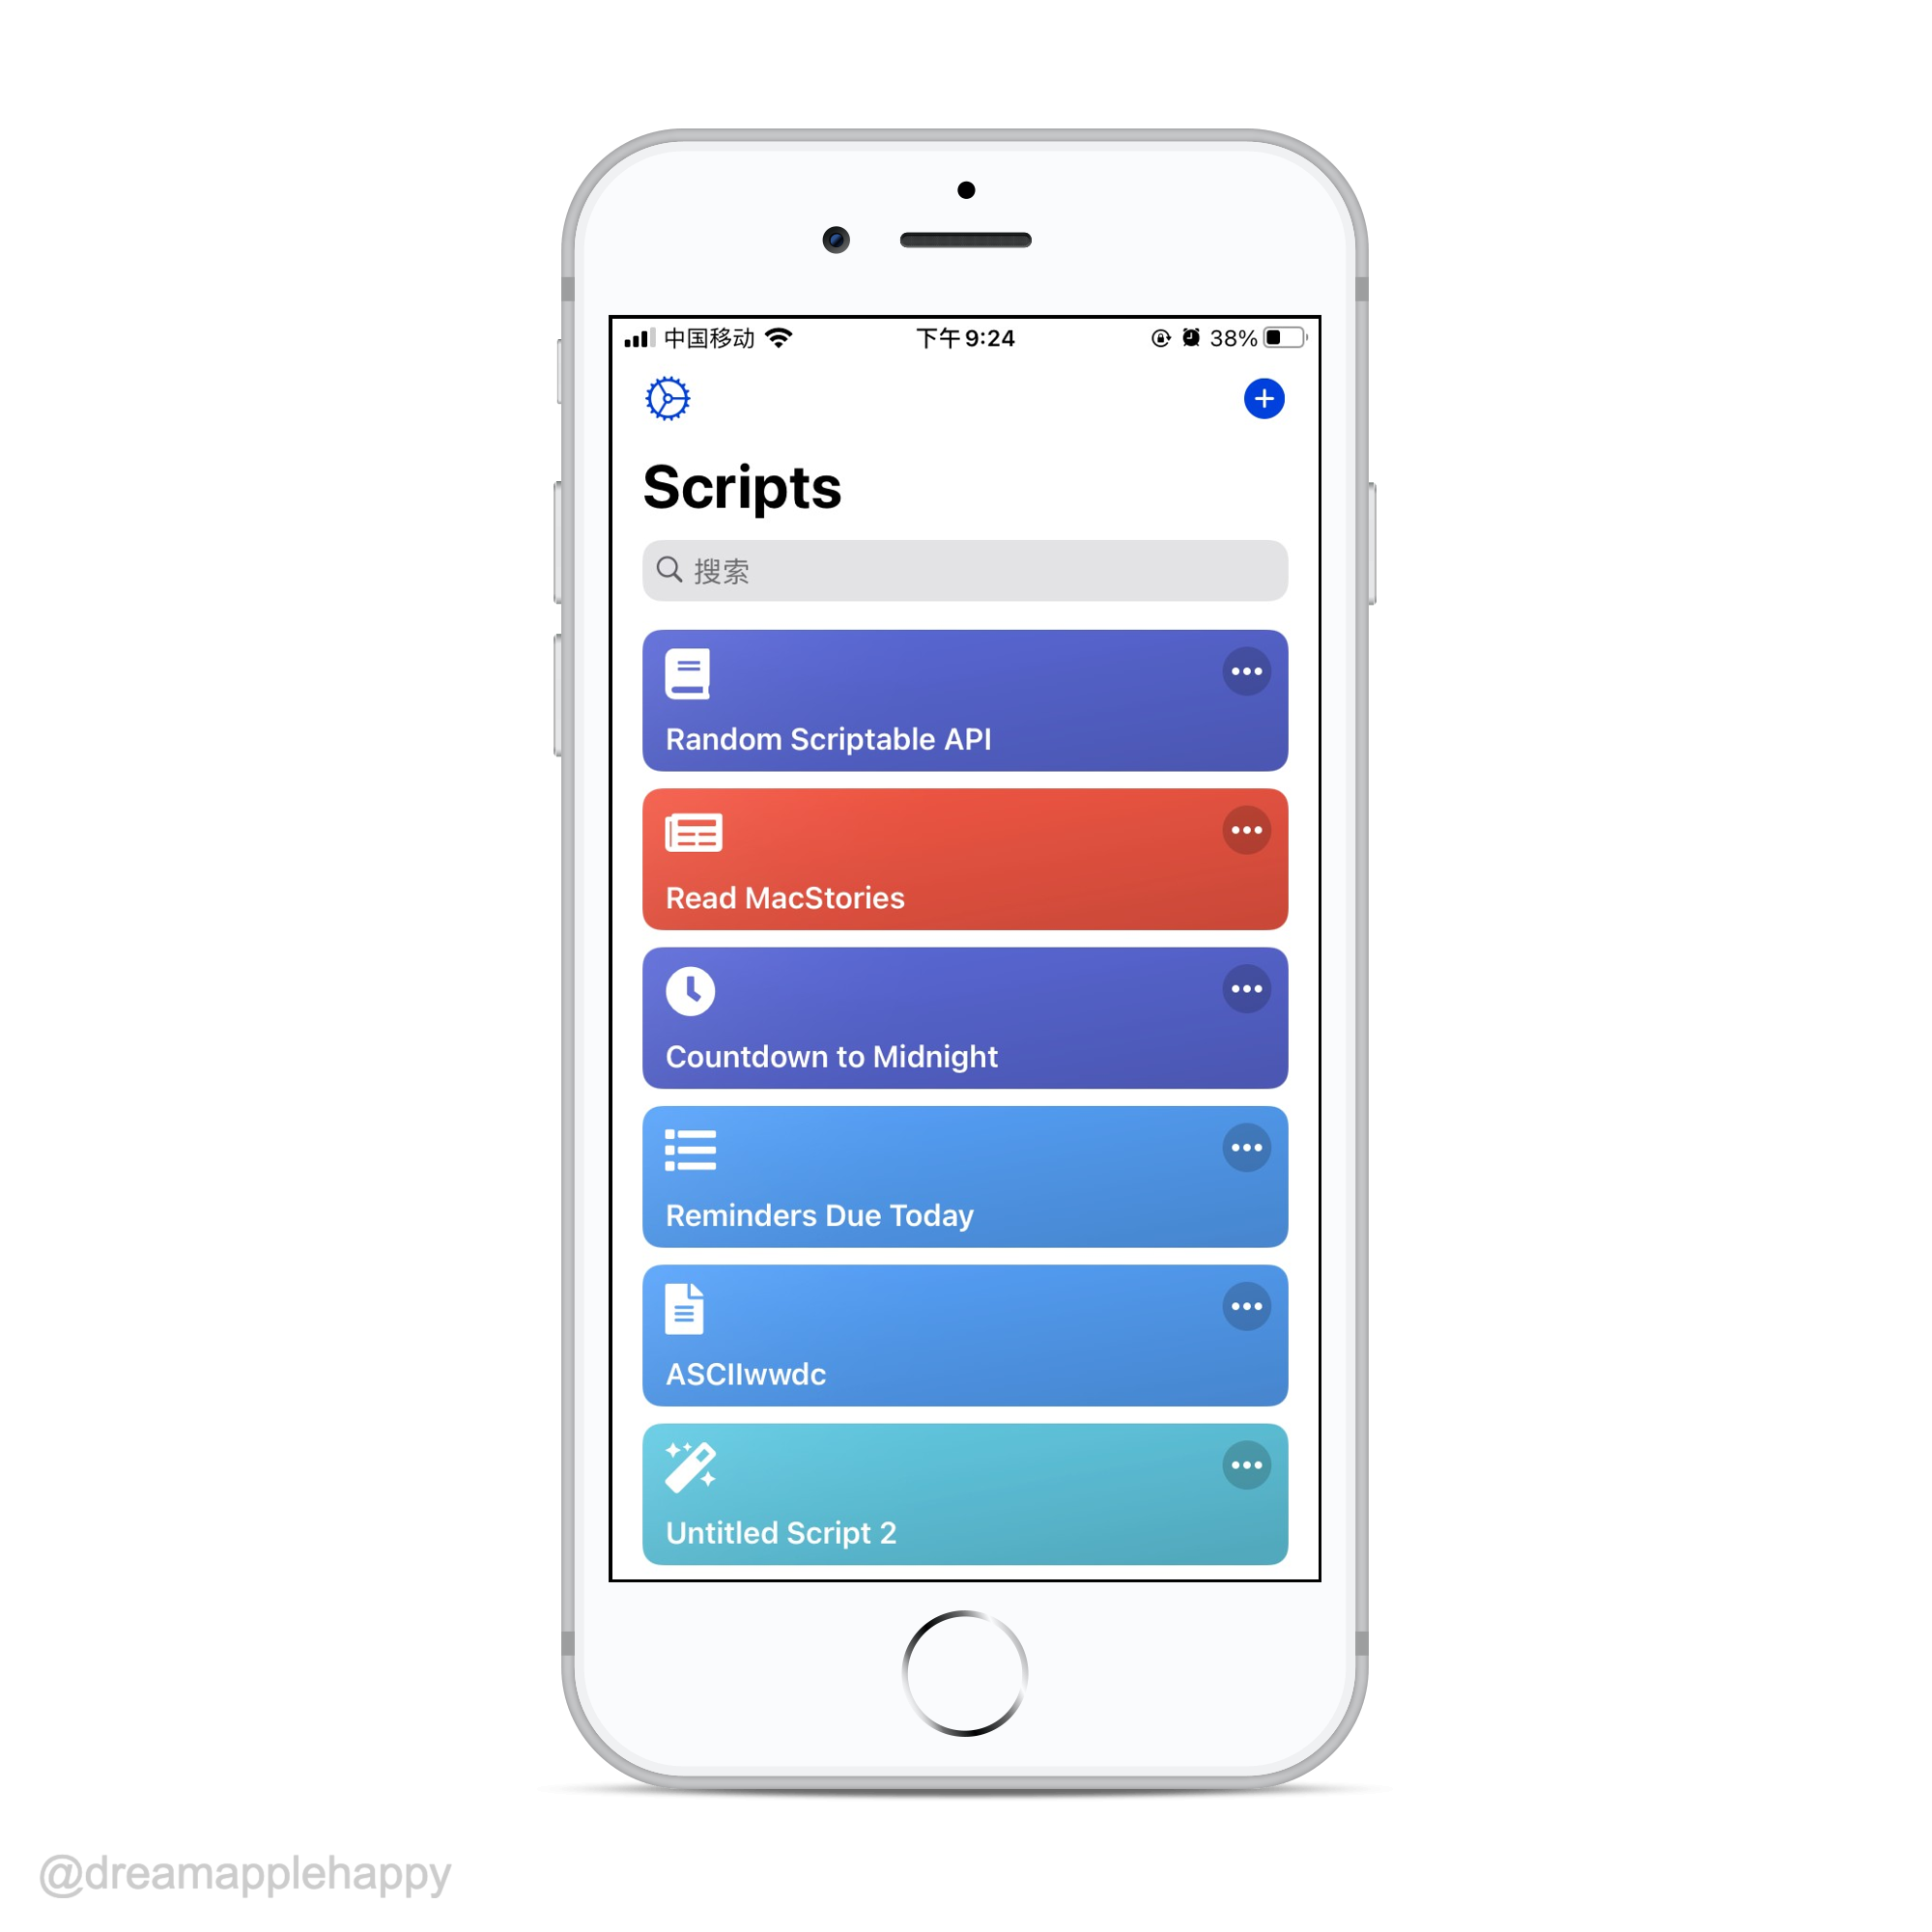 中国移动 下午 9:24 38%
Scripts
搜索
Random Scriptable API
Read MacStories
Countdown to Midnight
Reminders Due Today
ASCIIwwdc
Untitled Script 2
@dreamapplehappy